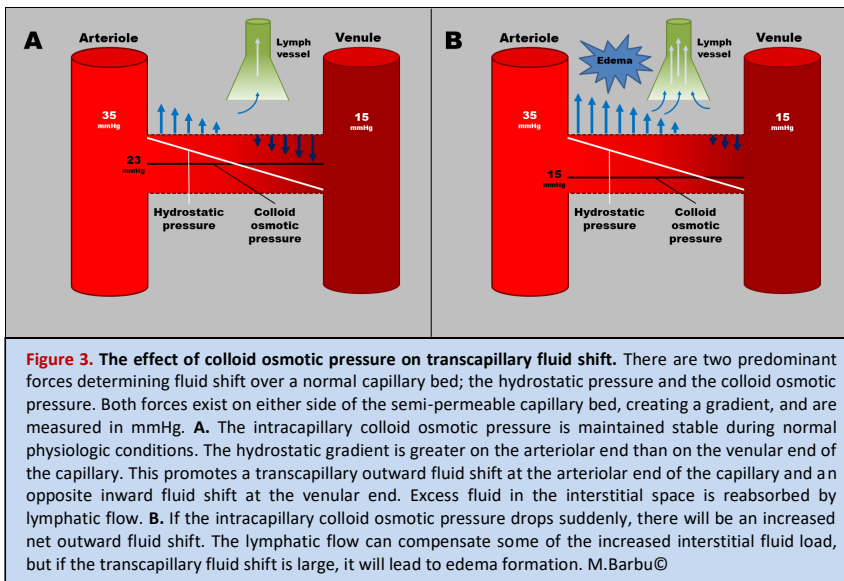 A
Arteriole
Lymph
vessel
Venule
35
mmHg
15
mmHg
23
mmHg
Hydrostatic
pressure
Colloid
osmotic
pressure
B
Arteriole
Edema
Lymph
vessel
Venule
35
mmHg
15
mmHg
15
mmHg
Hydrostatic
pressure
Colloid
osmotic
pressure
Figure 3. The effect of colloid osmotic pressure on transcapillary fluid shift. There are two predominant
forces determining fluid shift over a normal capillary bed; the hydrostatic pressure and the colloid osmotic
pressure. Both forces exist on either side of the semi-permeable capillary bed, creating a gradient, and are
measured in mmHg. A. The intracapillary colloid osmotic pressure is maintained stable during normal
physiologic conditions. The hydrostatic gradient is greater on the arteriolar end than on the venular end of
the capillary. This promotes a transcapillary outward fluid shift at the arteriolar end of the capillary and an
opposite inward fluid shift at the venular end. Excess fluid in the interstitial space is reabsorbed by
lymphatic flow. B. If the intracapillary colloid osmotic pressure drops suddenly, there will be an increased
net outward fluid shift. The lymphatic flow can compensate some of the increased interstitial fluid load,
but if the transcapillary fluid shift is large, it will lead to edema formation. M.Barbu©